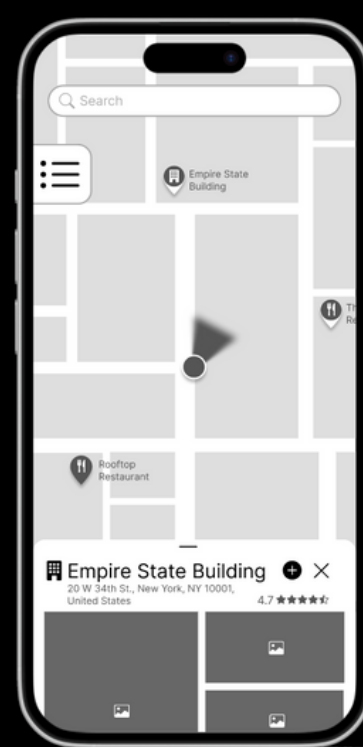 Search
Empire State
Building
Rooftop
Restaurant
Empire State Building
20 W 34th St., New York, NY 10001,
United States
4.7